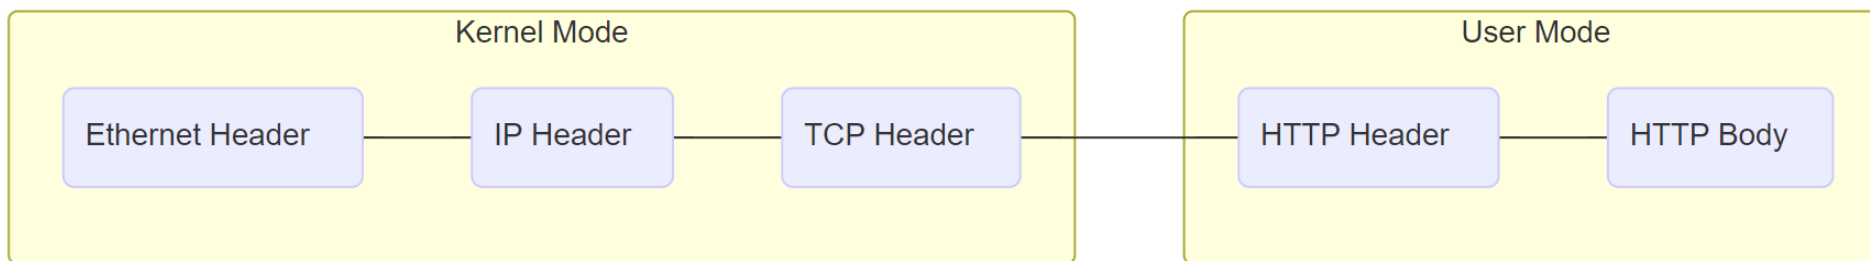 Kernel Mode
User Mode
Ethernet Header
IP Header
TCP Header
HTTP Header
HTTP Body